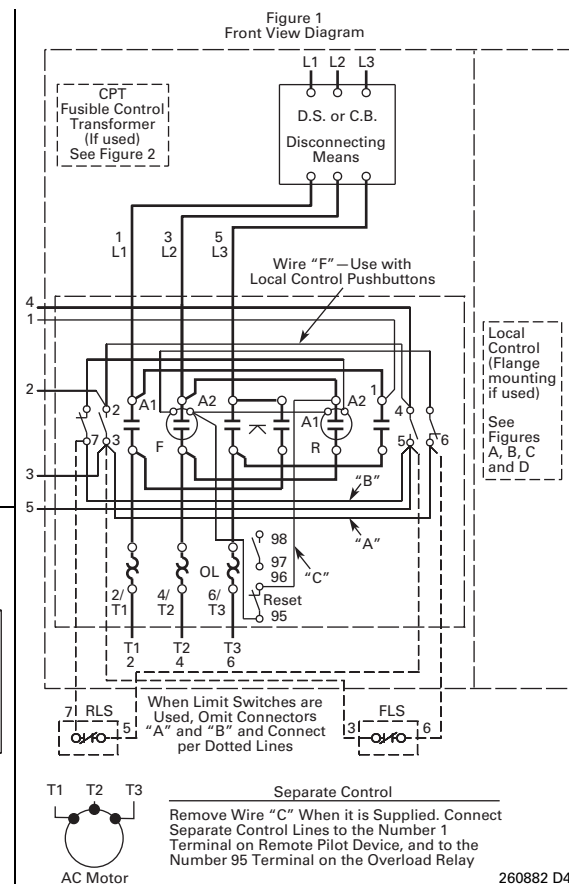 Figure 1
Front View Diagram
L1 L2 L3
CPT
Fusible Control
Transformer
(If used)
See Figure 2
D.S. or C.B.
Disconnecting
Means
1
L1
3
L2
5
L3
Wire “F”—Use with
Local Control Pushbuttons
4
1
2
3
5
2
7
3
A1
A2
F
A1
A2
R
1
4
5
6
Local
Control
(Flange
mounting
if used)
See
Figures
A, B, C
and D
“B”
“A”
“C”
98
97
96
Reset
95
OL
2/
T1
4/
T2
6/
T3
T1
2
T2
4
T3
6
7 RLS
5
When Limit Switches are
Used, Omit Connectors
“A” and “B” and Connect
per Dotted Lines
FLS
3
6
T1 T2 T3
AC Motor
Separate Control
Remove Wire “C” When it is Supplied. Connect
Separate Control Lines to the Number 1
Terminal on Remote Pilot Device, and to the
Number 95 Terminal on the Overload Relay
260882 D4